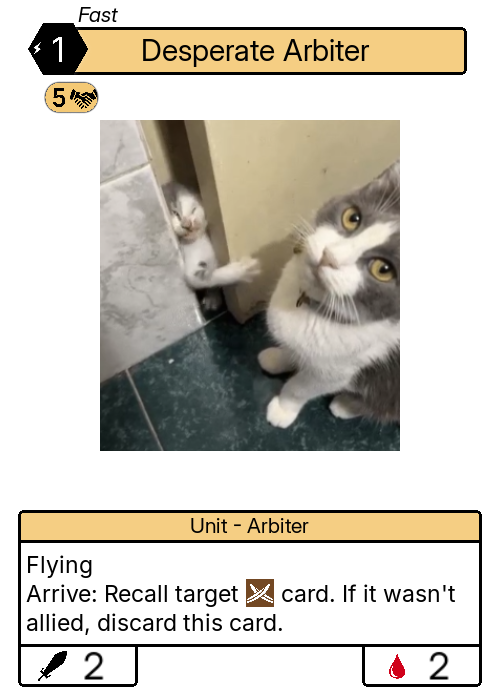 Fast
1
Desperate Arbiter
5
Unit - Arbiter
Flying
Arrive: Recall target card. If it wasn't
allied, discard this card.
2 2